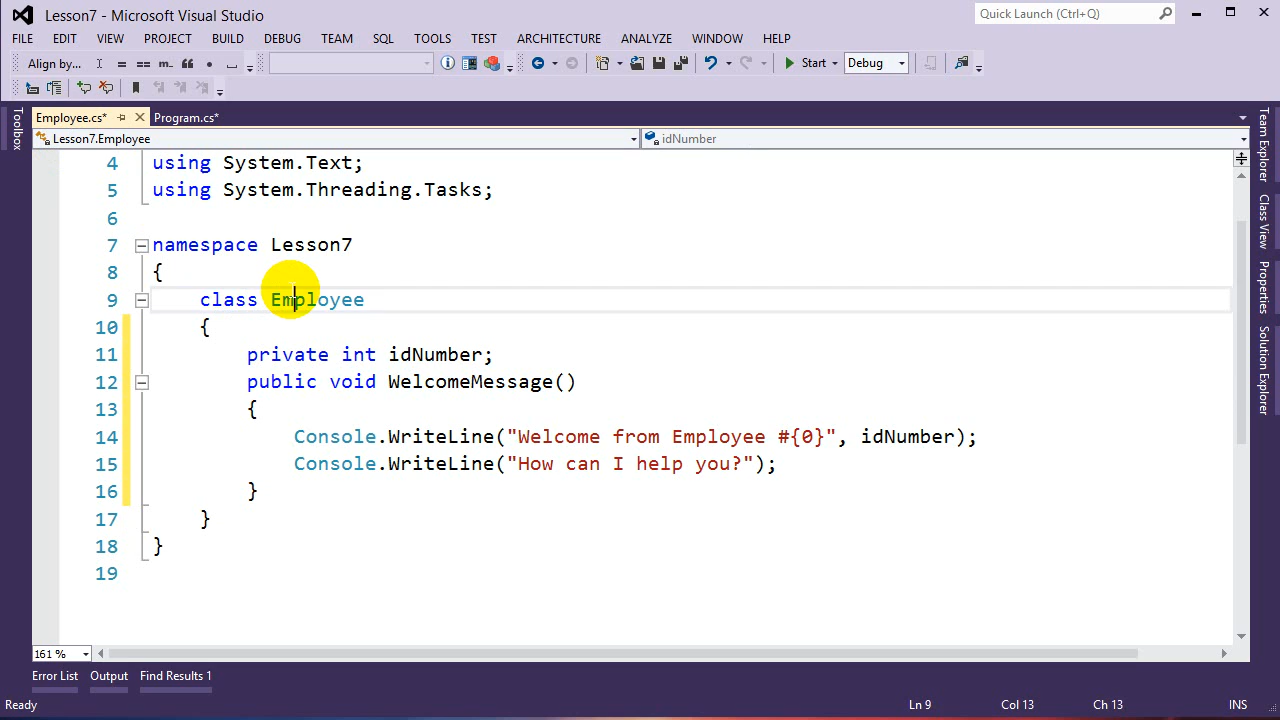 Lesson7 - Microsoft Visual Studio
Quick Launch (Ctrl+Q)
FILE EDIT VIEW PROJECT BUILD DEBUG TEAM SQL TOOLS TEST ARCHITECTURE ANALYZE WINDOW HELP
Align by... = == m.. Start Debug
Employee.cs* Program.cs*
Lesson7.Employee idNumber
Toolbox
Team Explorer
Class View
Properties
Solution Explorer
4 using System.Text;
5 using System.Threading.Tasks;
6
7 namespace Lesson7
8 {
9 class Employee
10 {
11 private int idNumber;
12 public void WelcomeMessage()
13 {
14 Console.WriteLine("Welcome from Employee #{0}", idNumber);
15 Console.WriteLine("How can I help you?");
16 }
17 }
18 }
19
161 %
Error List Output Find Results 1
Ready Ln 9 Col 13 Ch 13 INS